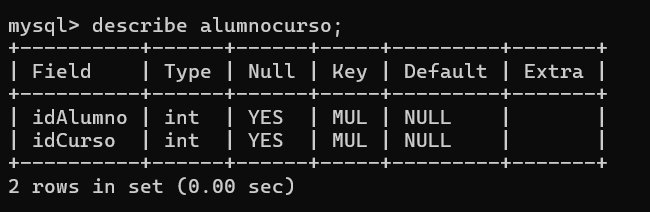 mysql> describe alumnocurso;
+----------+------+------+-----+---------+-------+
| Field    | Type | Null | Key | Default | Extra |
+----------+------+------+-----+---------+-------+
| idAlumno | int  | YES  | MUL | NULL    |       |
| idCurso  | int  | YES  | MUL | NULL    |       |
+----------+------+------+-----+---------+-------+
2 rows in set (0.00 sec)